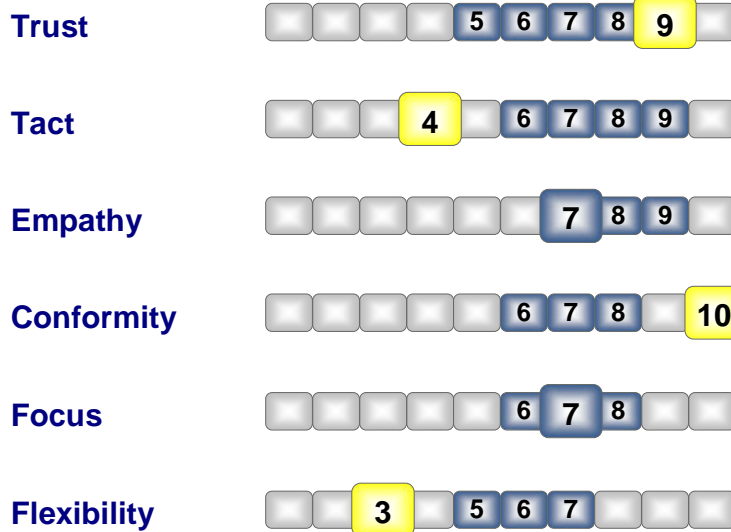 Trust 5 6 7 8 9
Tact 4 6 7 8 9
Empathy 7 8 9
Conformity 6 7 8 10
Focus 6 7 8
Flexibility 3 5 6 7